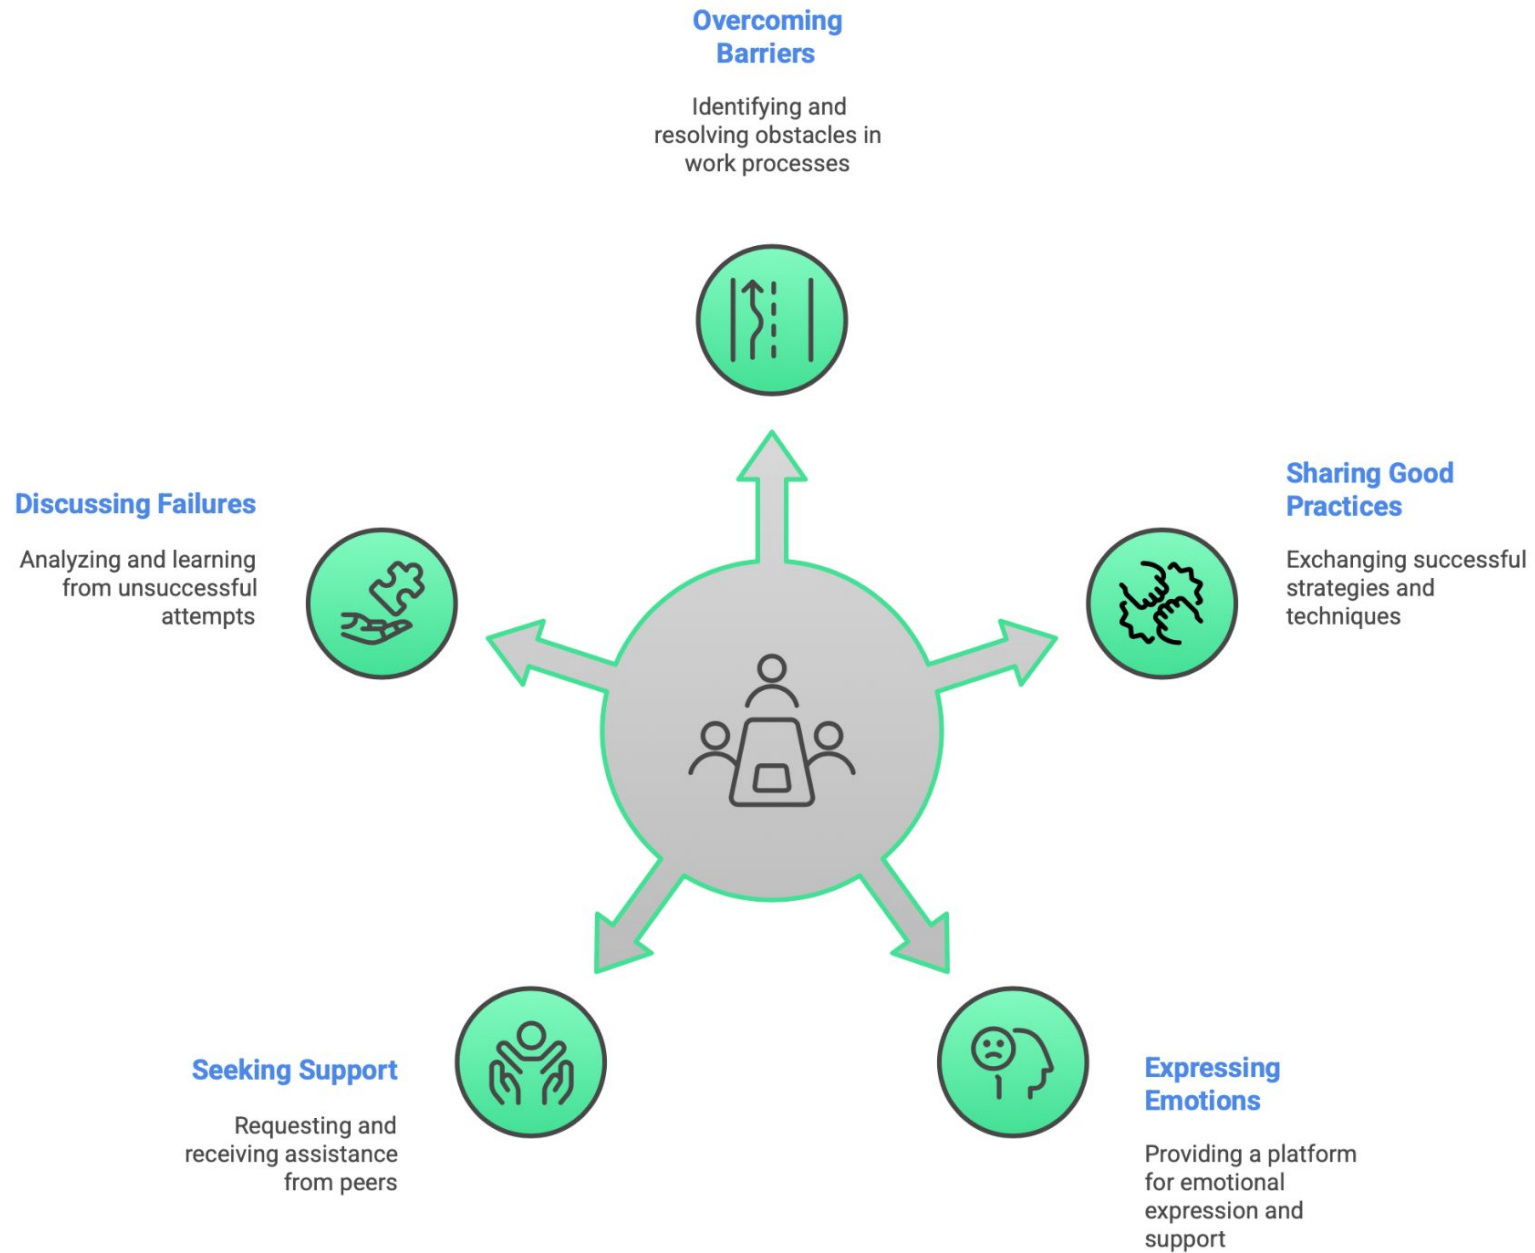 Overcoming
Barriers
Identifying and
resolving obstacles in
work processes
Discussing Failures
Analyzing and learning
from unsuccessful
attempts
Sharing Good
Practices
Exchanging successful
strategies and
techniques
Seeking Support
Requesting and
receiving assistance
from peers
Expressing
Emotions
Providing a platform
for emotional
expression and
support